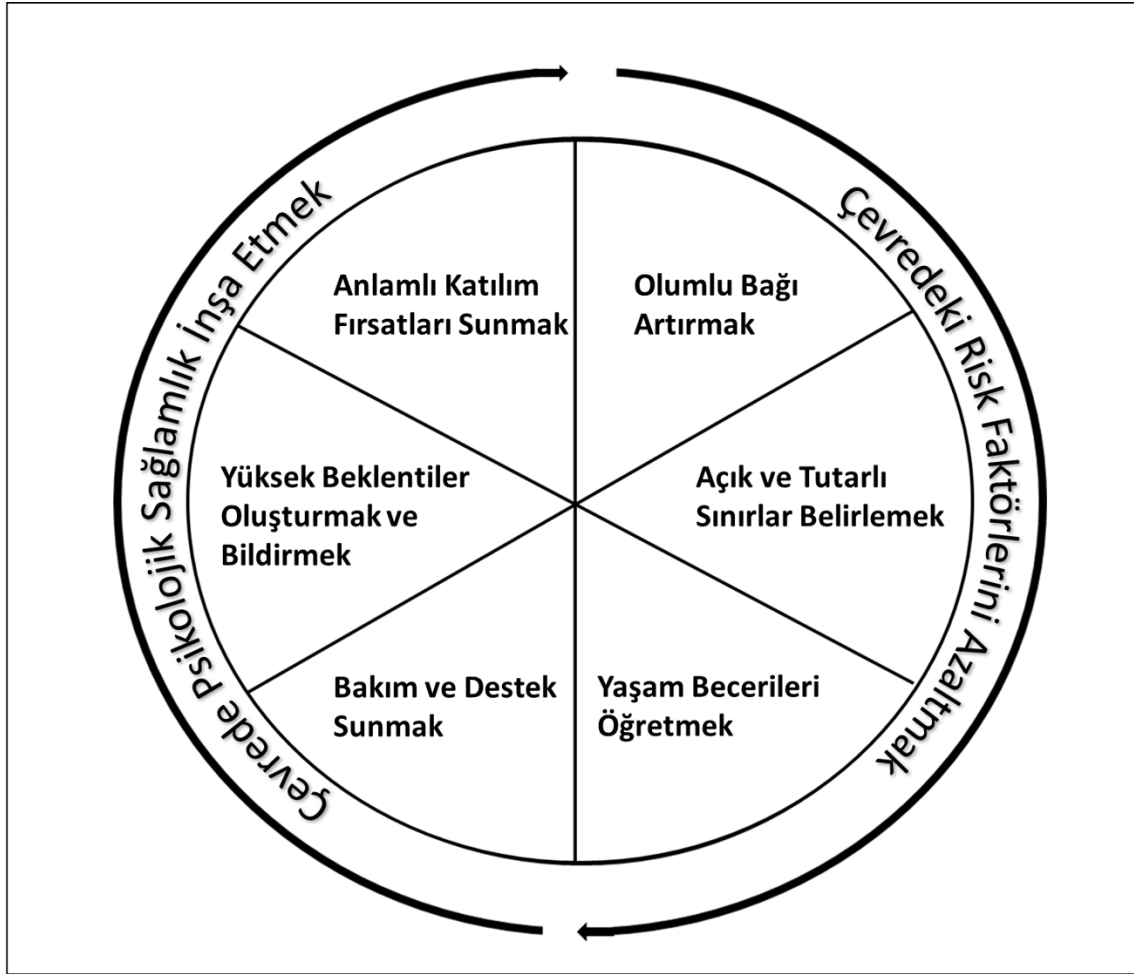 Çevrede Psikolojik Sağlamlık İnşa Etmek
Çevredeki Risk Faktörlerini Azaltmak
Anlamlı Katılım
Fırsatları Sunmak
Olumlu Bağı
Artırmak
Yüksek Beklentiler
Oluşturmak ve
Bildirmek
Açık ve Tutarlı
Sınırlar Belirlemek
Bakım ve Destek
Sunmak
Yaşam Becerileri
Öğretmek